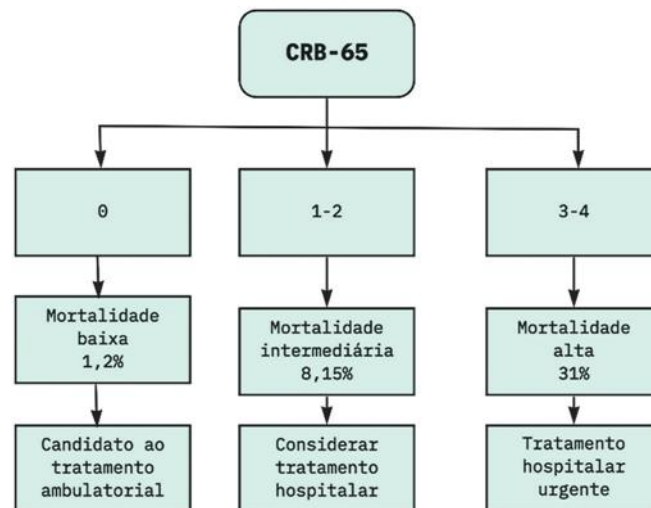 CRB-65
0
1-2
3-4
Mortalidade
baixa
1,2%
Mortalidade
intermediária
8,15%
Mortalidade
alta
31%
Candidato ao
tratamento
ambulatorial
Considerar
tratamento
hospitalar
Tratamento
hospitalar
urgente